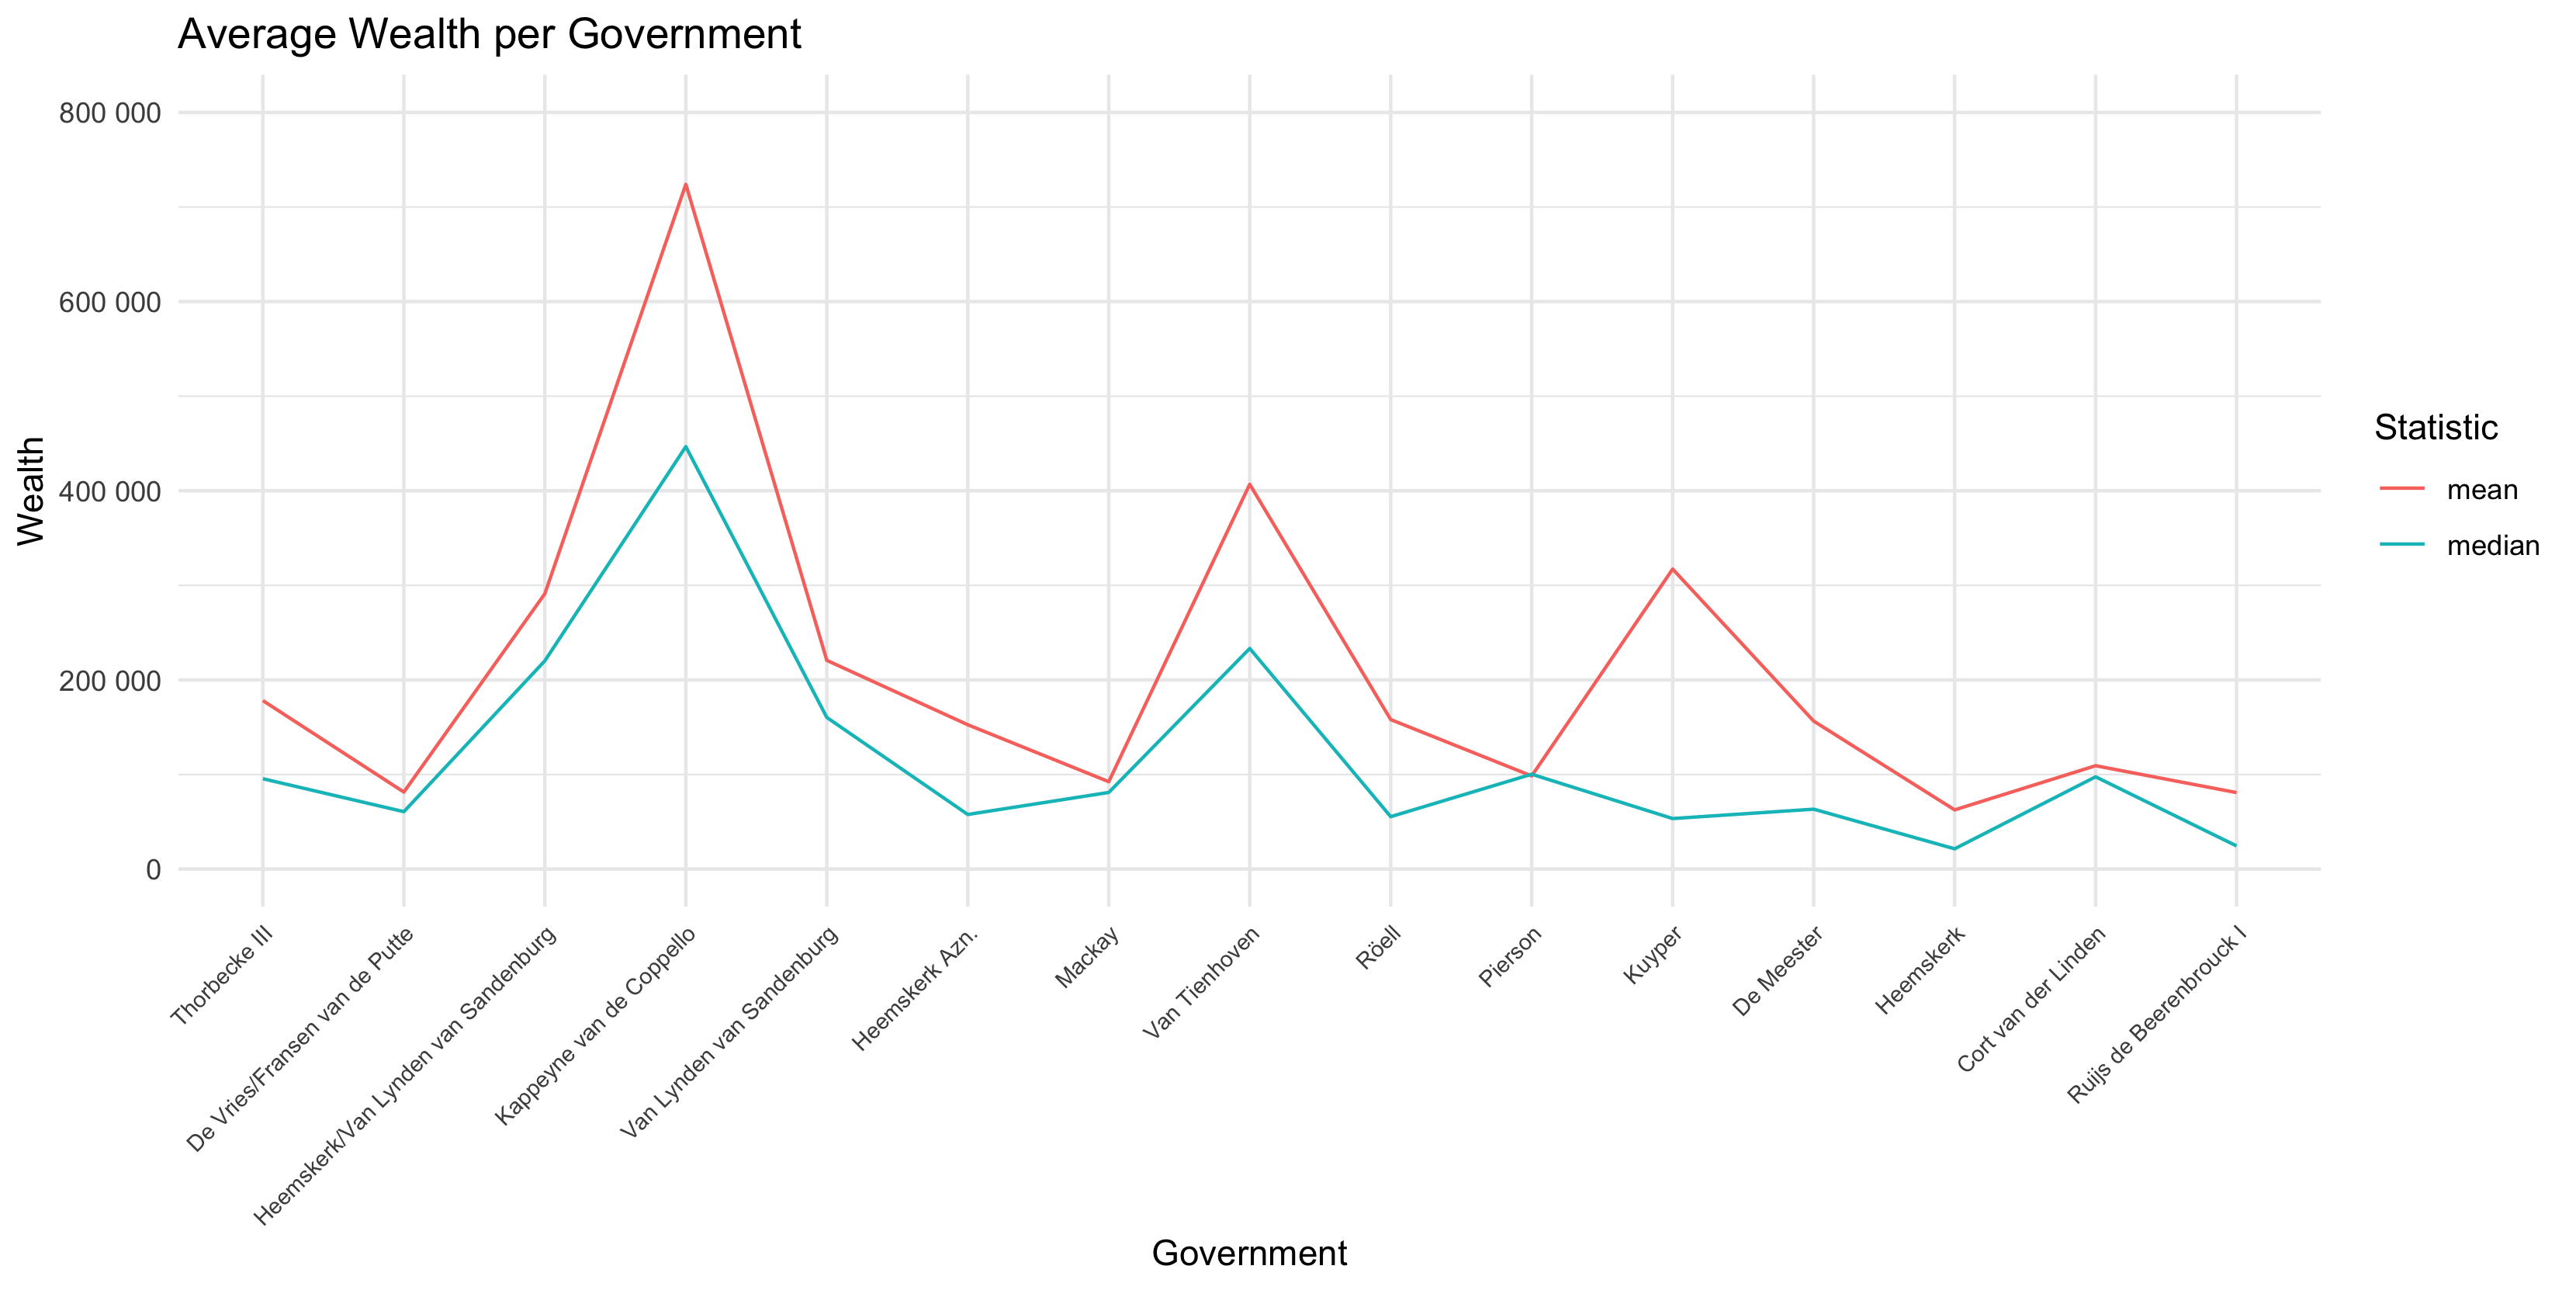 Average Wealth per Government
Wealth
800 000
600 000
400 000
200 000
0
Thorbecke III
De Vries/Fransen van de Putte
Heemskerk/Van Lynden van Sandenburg
Kappeyne van de Coppello
Van Lynden van Sandenburg
Heemskerk Azn.
Mackay
Van Tienhoven
Röell
Pierson
Kuyper
De Meester
Heemskerk
Cort van der Linden
Ruijs de Beerenbrouck I
Government
Statistic
mean
median